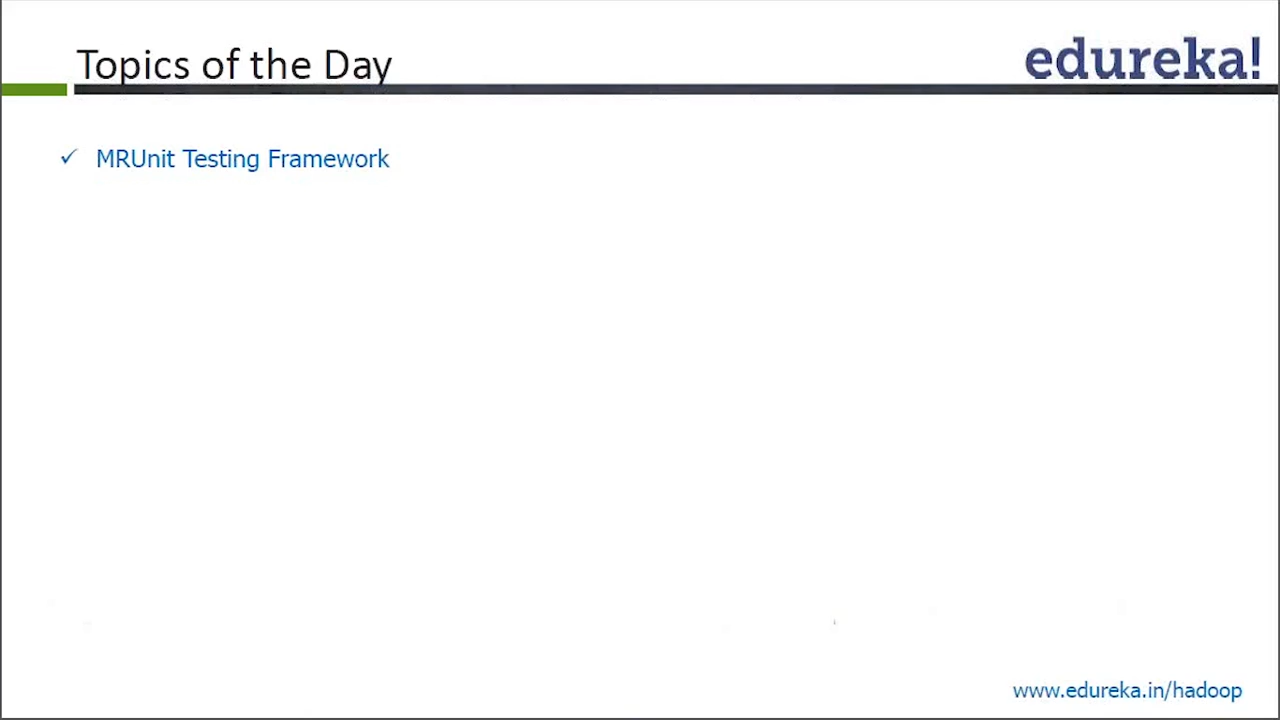 Topics of the Day
edureka!
✓ MRUnit Testing Framework
www.edureka.in/hadoop